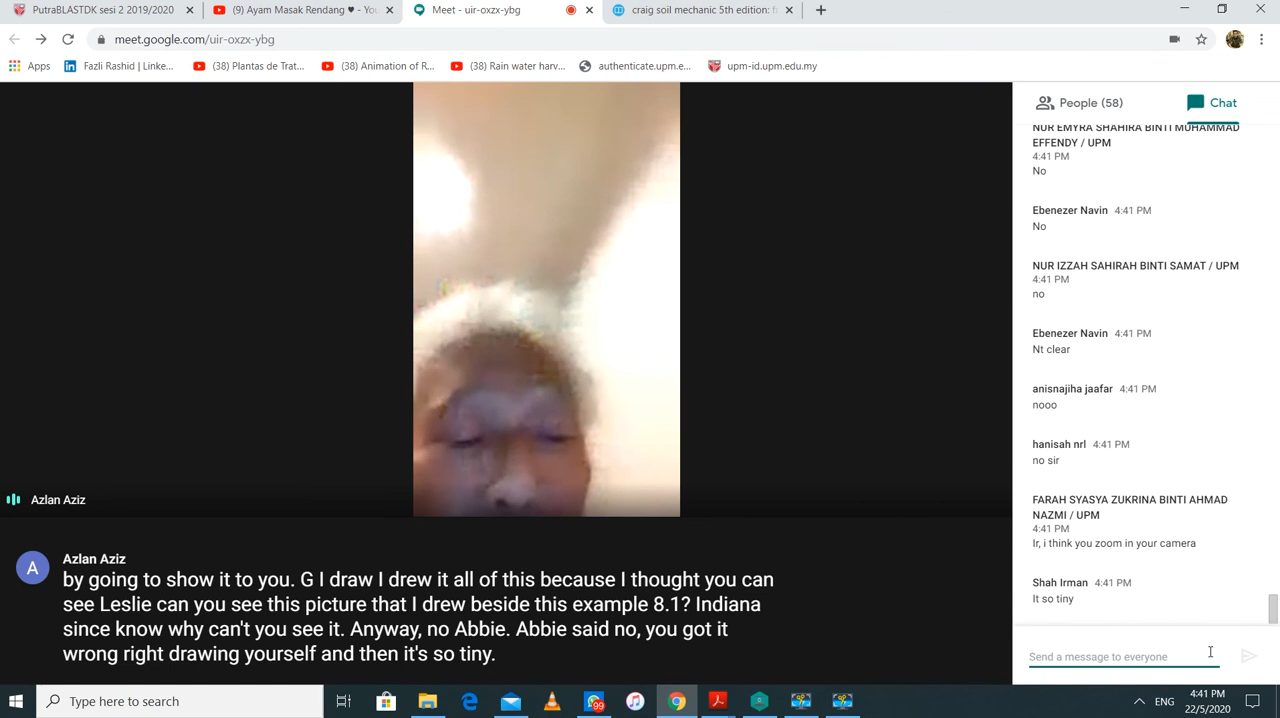 PutraBLASTDK sesi 2 2019/2020
(9) Ayam Masak Rendang ♥ - You
Meet - uir-oxzx-ybg
craig soil mechanic 5th edition: f
meet.google.com/uir-oxzx-ybg
Apps
Fazli Rashid | Linke...
(38) Plantas de Trat...
(38) Animation of R...
(38) Rain water harv...
authenticate.upm.e...
upm-id.upm.edu.my
People (58)
Chat
NUR EMYRA SHAHIRA BINTI MUHAMMAD
EFFENDY / UPM
4:41 PM
No
Ebenezer Navin 4:41 PM
No
NUR IZZAH SAHIRAH BINTI SAMAT / UPM
4:41 PM
no
Ebenezer Navin 4:41 PM
Nt clear
anisnajiha jaafar 4:41 PM
nooo
hanisah nrl 4:41 PM
no sir
FARAH SYASYA ZUKRINA BINTI AHMAD
NAZMI / UPM
4:41 PM
Ir, i think you zoom in your camera
Shah Irman 4:41 PM
It so tiny
Send a message to everyone
Azlan Aziz
A
Azlan Aziz
by going to show it to you. G I draw I drew it all of this because I thought you can
see Leslie can you see this picture that I drew beside this example 8.1? Indiana
since know why can't you see it. Anyway, no Abbie. Abbie said no, you got it
wrong right drawing yourself and then it's so tiny.
Type here to search
99
ENG
4:41 PM
22/5/2020